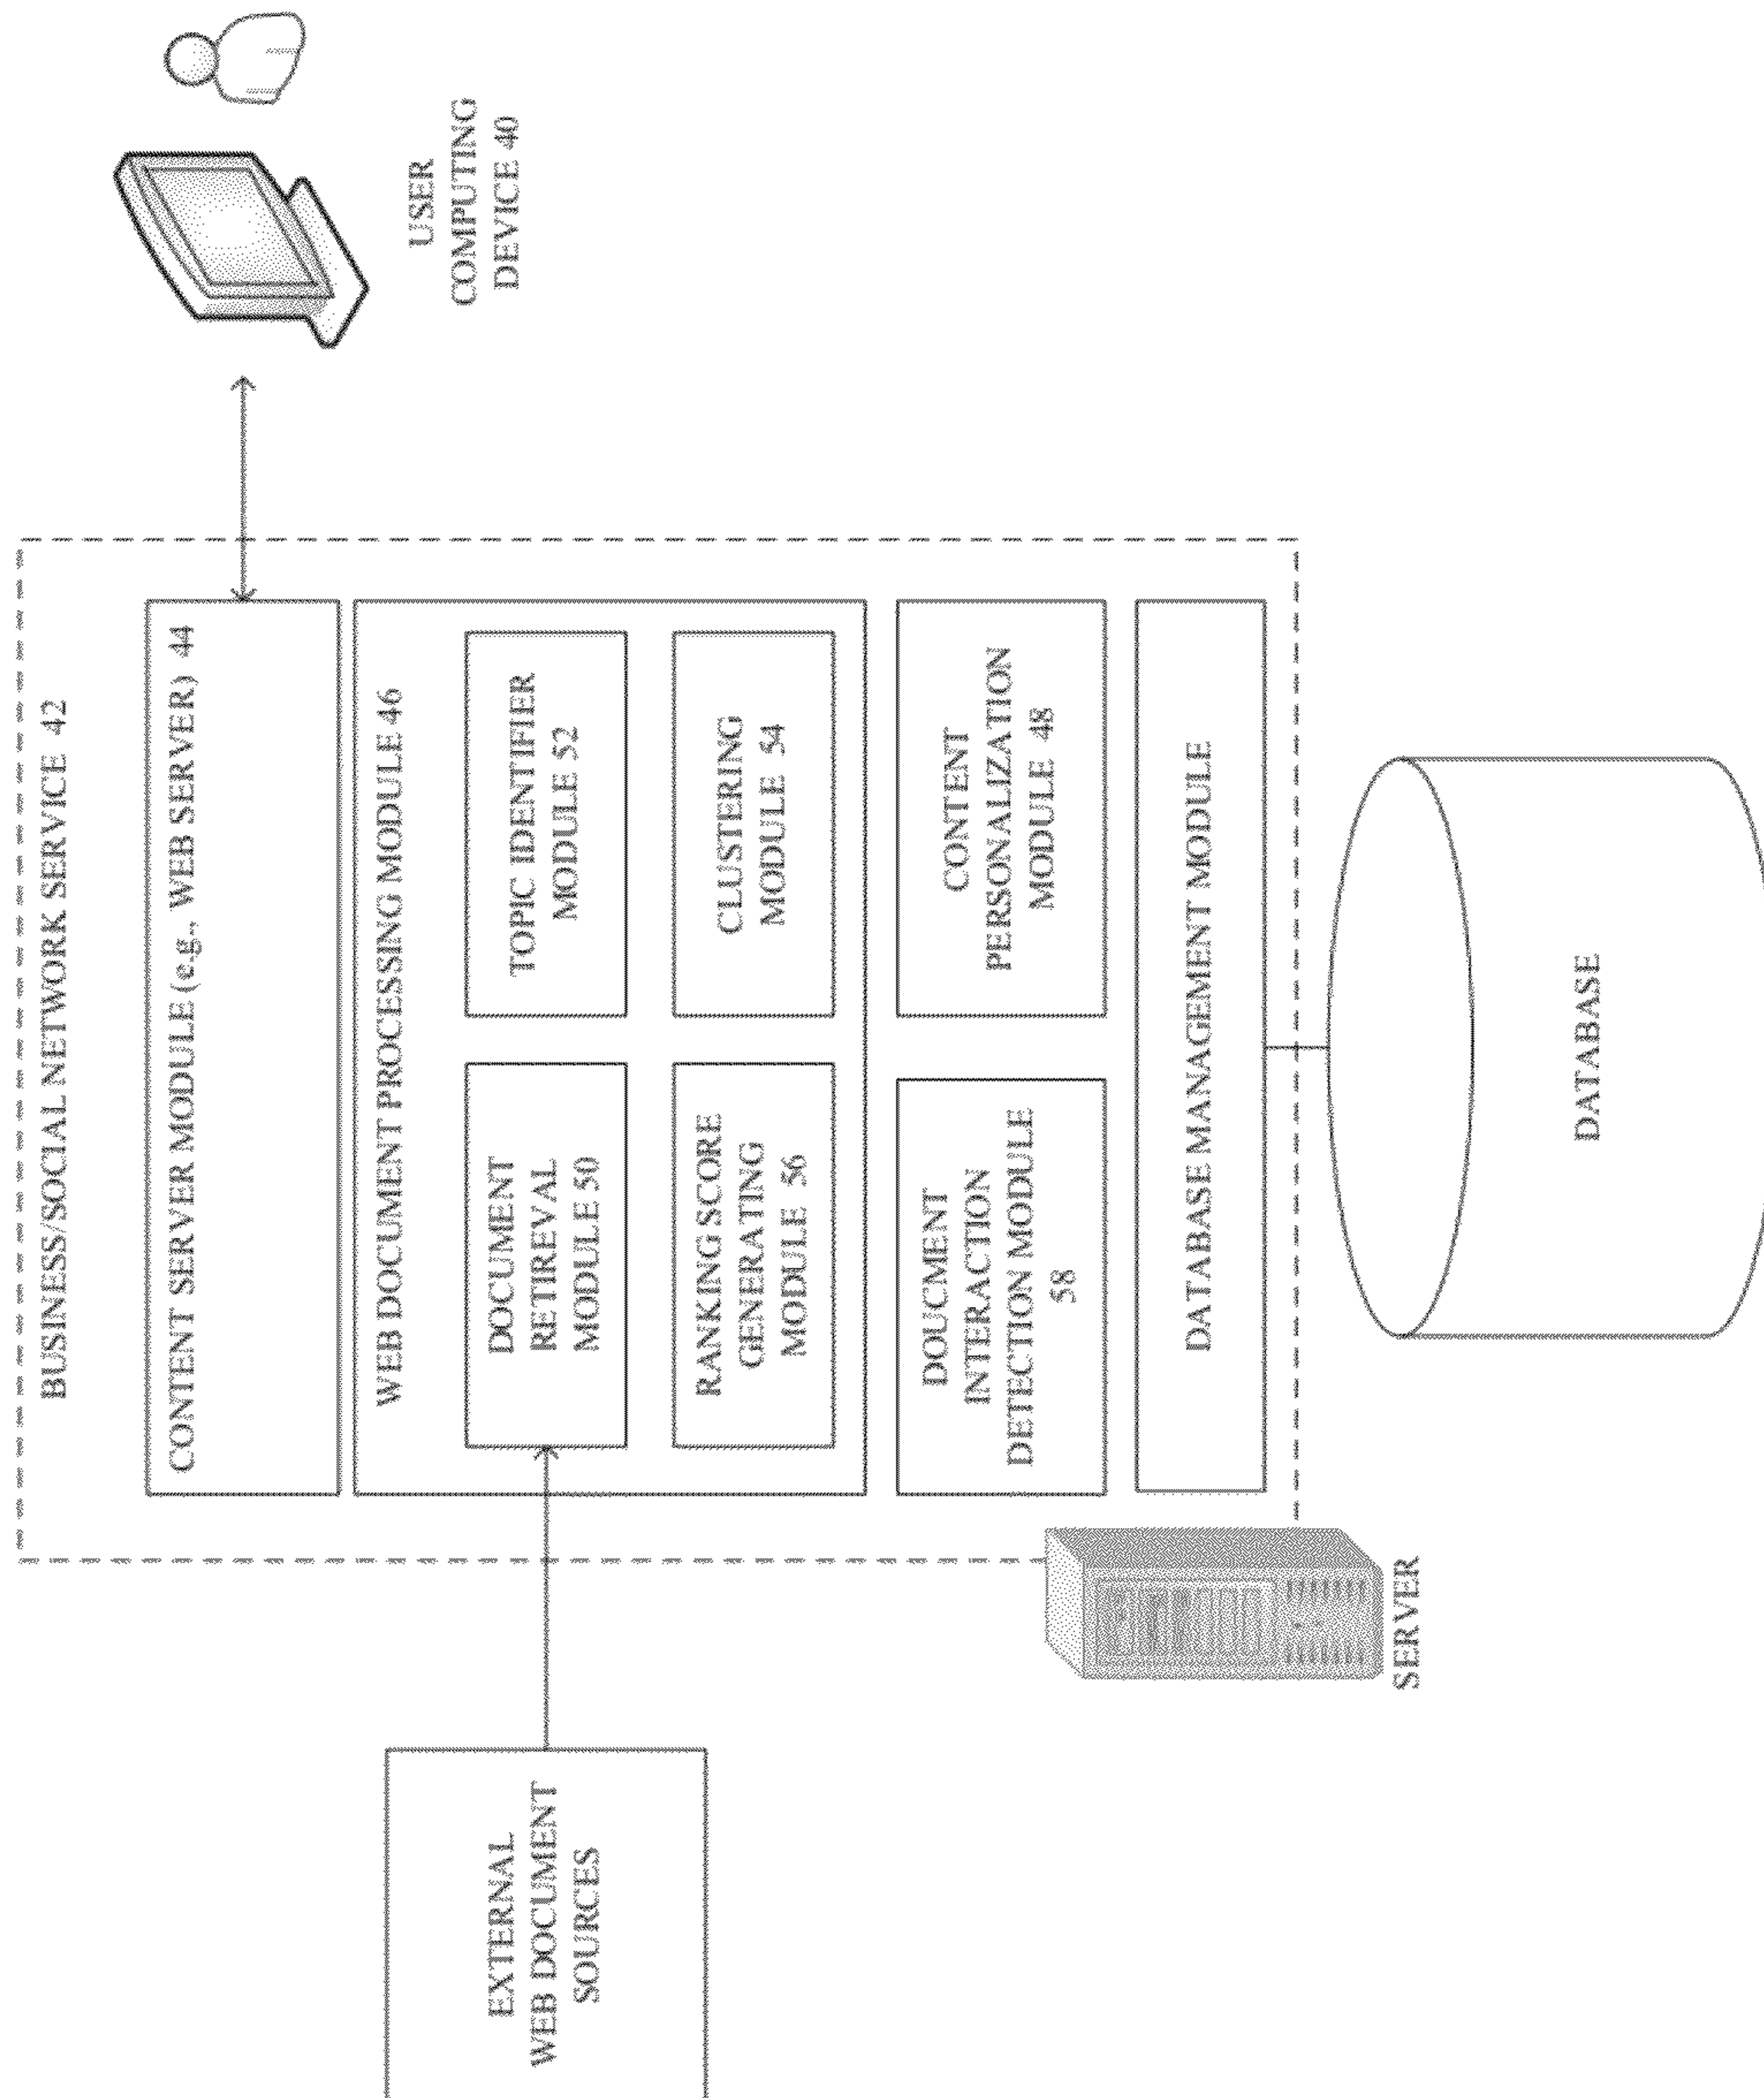 BUSINESS/SOCIAL NETWORK SERVICE 42
CONTENT SERVER MODULE (e.g., WEB SERVER) 44
WEB DOCUMENT PROCESSING MODULE 46
DOCUMENT
RETIREVAL
MODULE 50
TOPIC IDENTIFIER
MODULE 52
RANKING SCORE
GENERATING
MODULE 56
CLUSTERING
MODULE 54
DOUCMENT
INTERACTION
DETECTION MODULE
58
CONTENT
PERSONALIZATION
MODULE 48
DATABASE MANAGEMENT MODULE
DATABASE
EXTERNAL
WEB DOCUMENT
SOURCES
SERVER
USER
COMPUTING
DEVICE 40